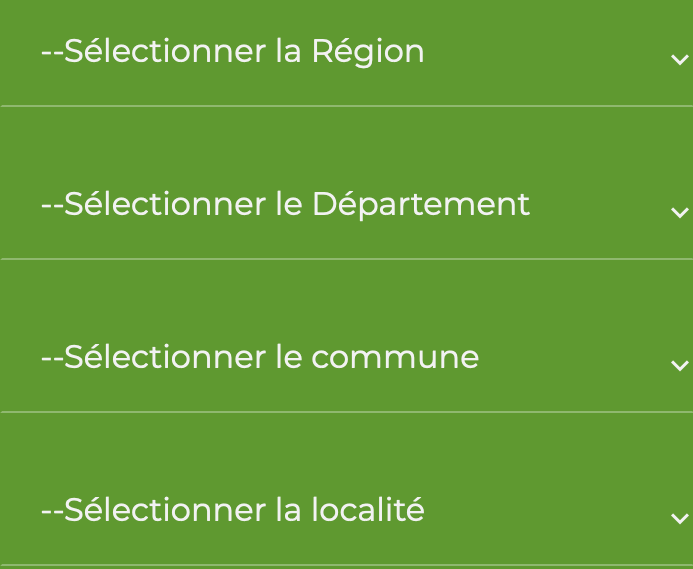 --Sélectionner la Région
--Sélectionner le Département
--Sélectionner le commune
--Sélectionner la localité